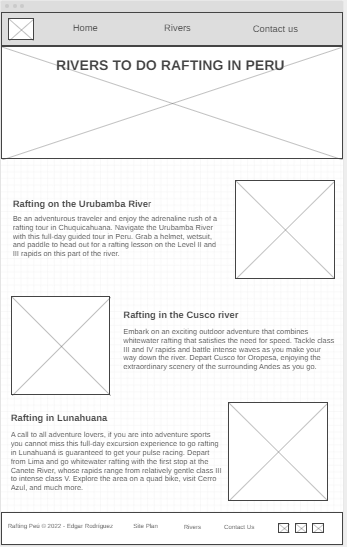 Home Rivers Contact us
RIVERS TO DO RAFTING IN PERU
Rafting on the Urubamba River
Be an adventurous traveler and enjoy the adrenaline rush of a
rafting tour in Chuquicahuana. Navigate the Urubamba River
with this full-day guided tour in Peru. Grab a helmet, wetsuit,
and paddle to head out for a rafting lesson on the Level II and
III rapids on this part of the river.
Rafting in the Cusco river
Embark on an exciting outdoor adventure that combines
whitewater rafting that satisfies the need for speed. Tackle class
III and IV rapids and battle intense waves as you make your
way down the river. Depart Cusco for Oropesa, enjoying the
extraordinary scenery of the surrounding Andes as you go.
Rafting in Lunahuana
A call to all adventure lovers, if you are into adventure sports
you cannot miss this full-day excursion experience to go rafting
in Lunahuaná is guaranteed to get your pulse racing. Depart
from Lima and go whitewater rafting with the first stop at the
Canete River, whose rapids range from relatively gentle class III
to intense class V. Explore the area on a quad bike, visit Cerro
Azul, and much more.
Rafting Perú © 2022 - Edgar Rodriguez Site Plan Rivers Contact Us